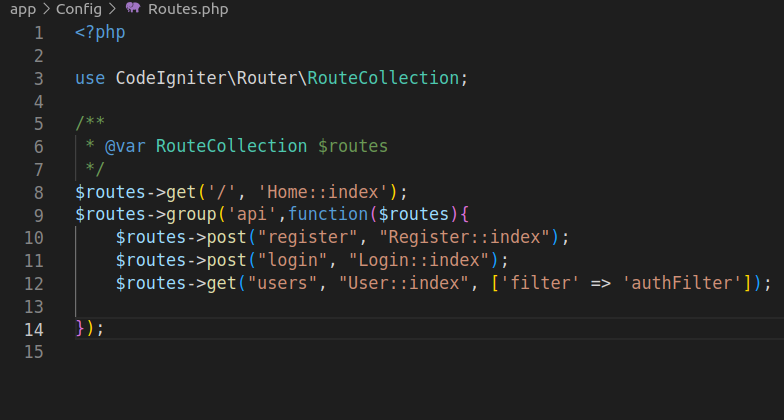 app > Config > Routes.php
1 <?php
2
3 use CodeIgniter\Router\RouteCollection;
4
5 /**
6 * @var RouteCollection $routes
7 */
8 $routes->get('/', 'Home::index');
9 $routes->group('api',function($routes){
10 $routes->post("register", "Register::index");
11 $routes->post("login", "Login::index");
12 $routes->get("users", "User::index", ['filter' => 'authFilter']);
13
14 });
15